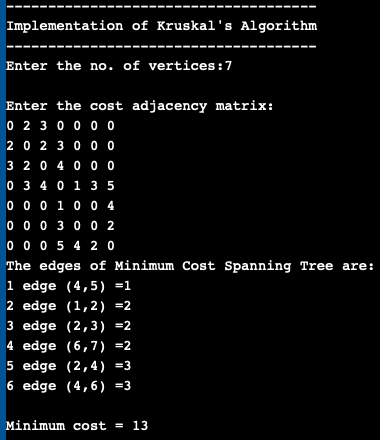 --------------------------------------
Implementation of Kruskal's Algorithm
--------------------------------------
Enter the no. of vertices:7
Enter the cost adjacency matrix:
0 2 3 0 0 0 0
2 0 2 3 0 0 0
3 2 0 4 0 0 0
0 3 4 0 1 3 5
0 0 0 1 0 0 4
0 0 0 3 0 0 2
0 0 0 5 4 2 0
The edges of Minimum Cost Spanning Tree are:
1 edge (4,5) =1
2 edge (1,2) =2
3 edge (2,3) =2
4 edge (6,7) =2
5 edge (2,4) =3
6 edge (4,6) =3
Minimum cost = 13